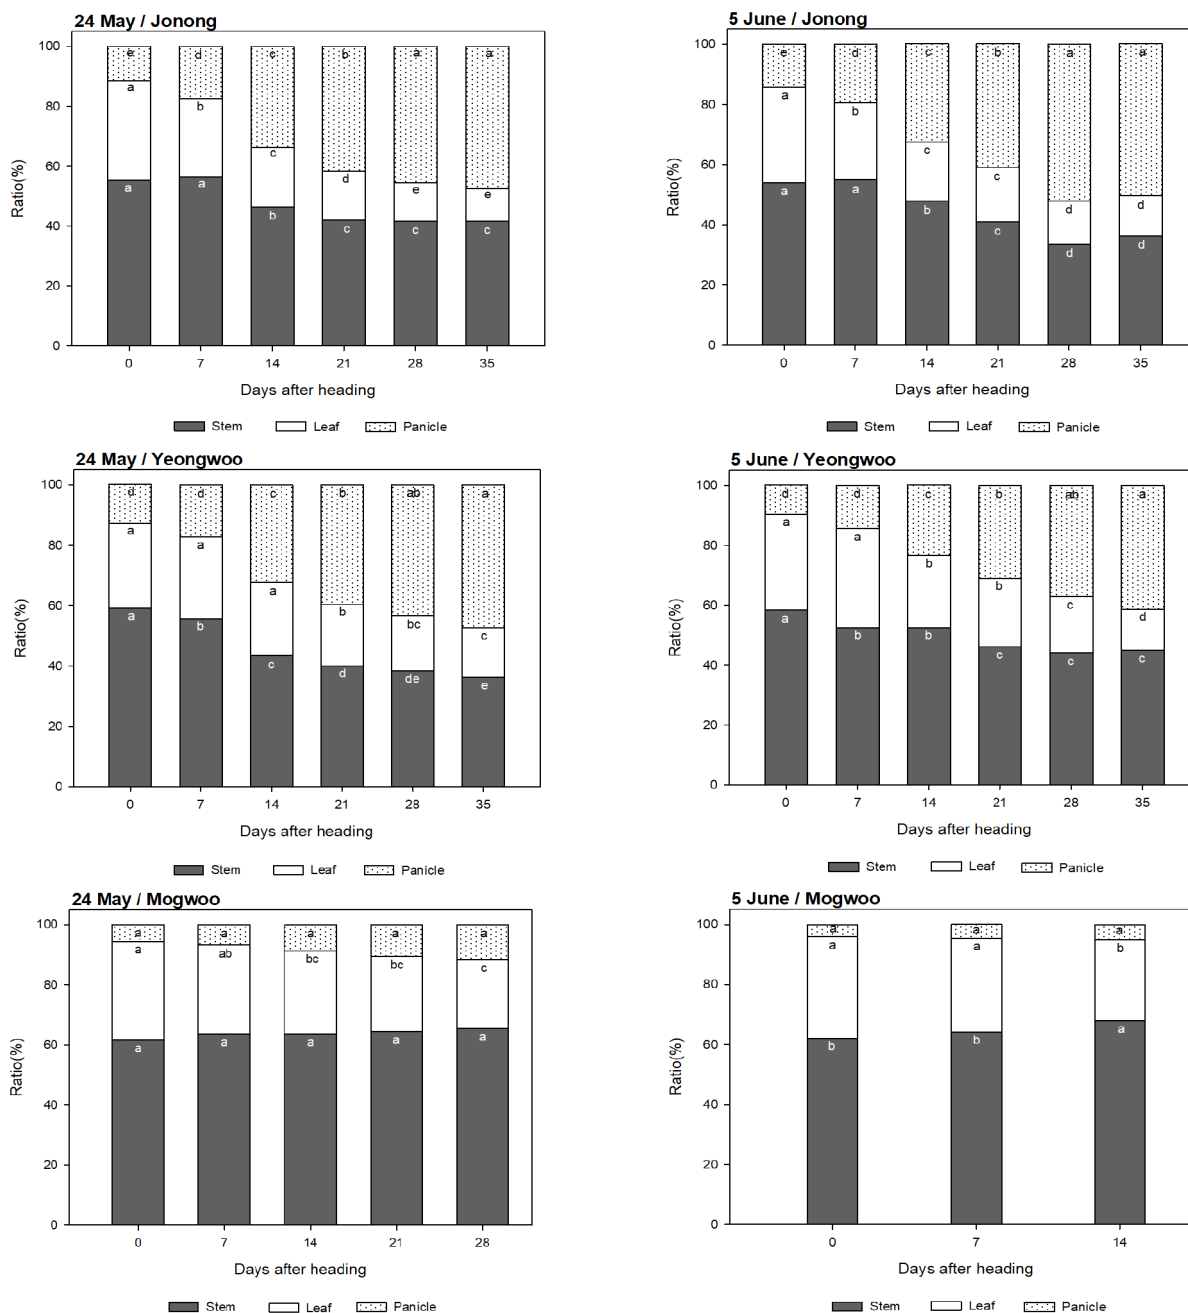 24 May / Jonong
100
80
60
40
20
0
Ratio(%)
e d c b a a
a b c d e e
a a b c c c
0 7 14 21 28 35
Days after heading
Stem Leaf Panicle
5 June / Jonong
100
80
60
40
20
0
Ratio(%)
e d c b a a
a b c c d d
a a b c d d
0 7 14 21 28 35
Days after heading
Stem Leaf Panicle
24 May / Yeongwoo
100
80
60
40
20
0
Ratio(%)
d d c b ab a
a a a b bc c
a b c d de e
0 7 14 21 28 35
Days after heading
Stem Leaf Panicle
5 June / Yeongwoo
100
80
60
40
20
0
Ratio(%)
d d c b ab a
a a b b c d
a b b c c c
0 7 14 21 28 35
Days after heading
Stem Leaf Panicle
24 May / Mogwoo
100
80
60
40
20
0
Ratio(%)
a a a a a
a ab bc bc c
a a a a a
0 7 14 21 28
Days after heading
Stem Leaf Panicle
5 June / Mogwoo
100
80
60
40
20
0
Ratio(%)
a a a
a a b
b b a
0 7 14
Days after heading
Stem Leaf Panicle